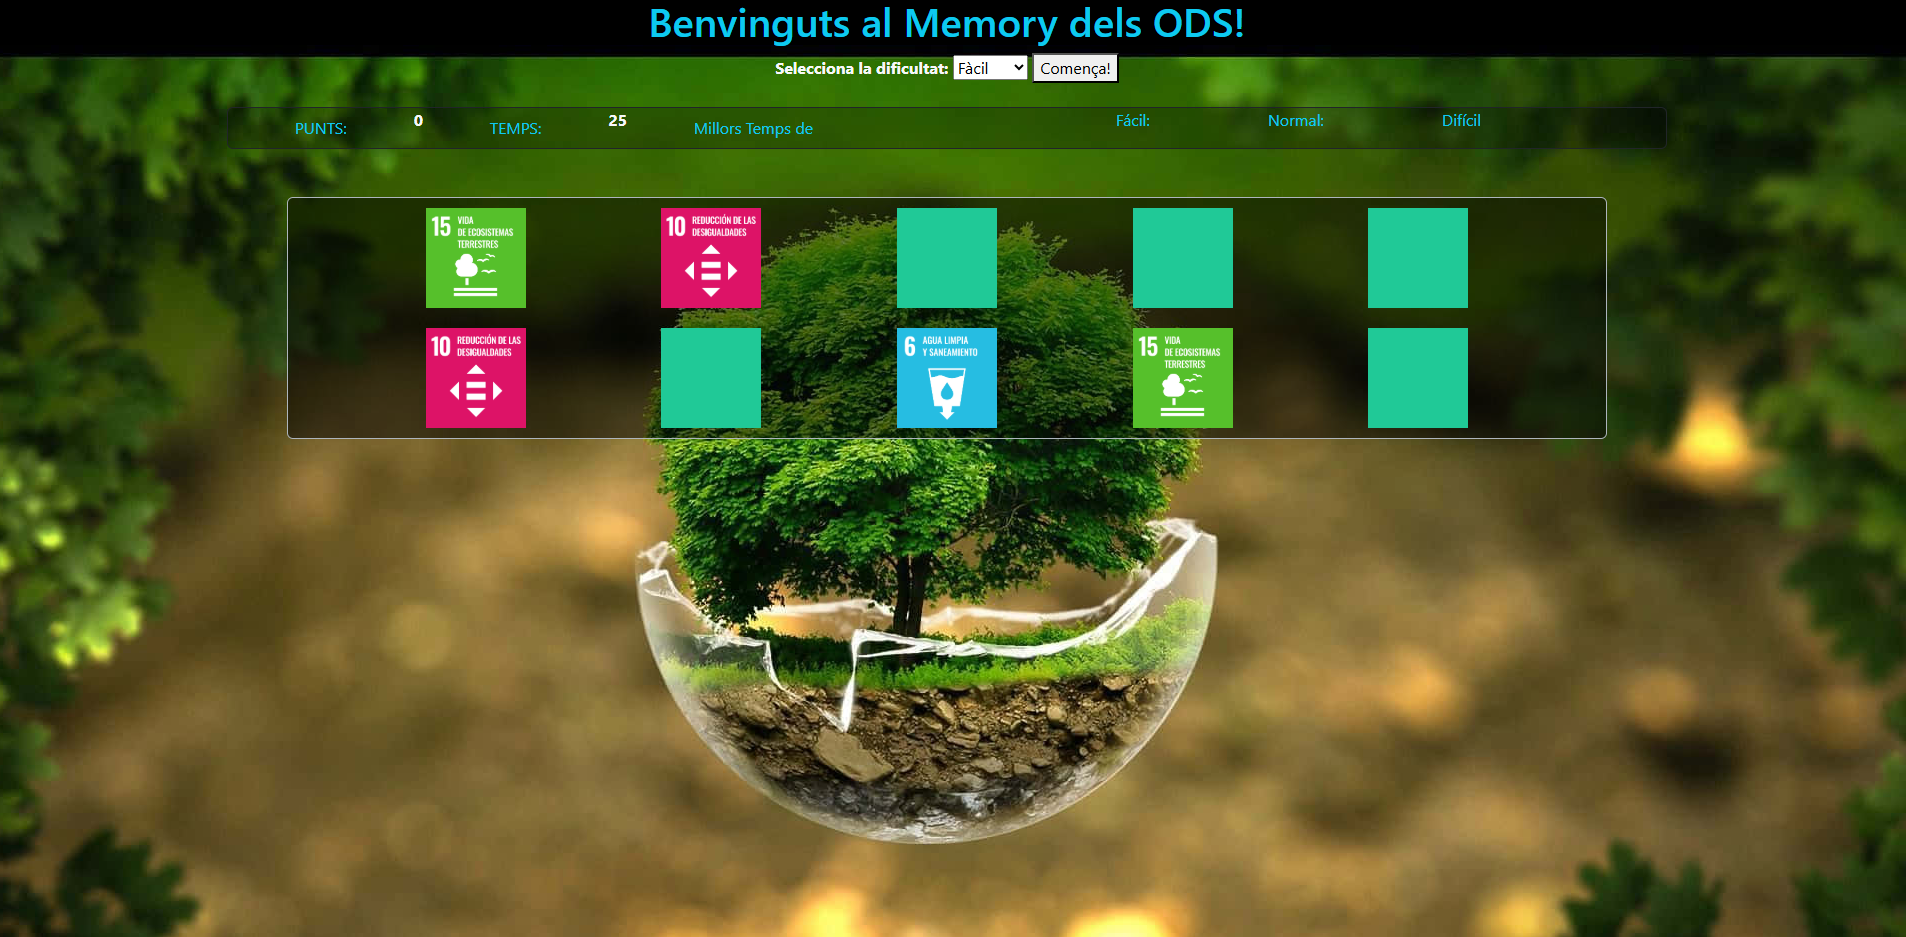 Benvinguts al Memory dels ODS!
Selecciona la dificultat: Fàcil Comença!
PUNTS: 0 TEMPS: 25 Millors Temps de Fácil: Normal: Difícil
15 VIDA
DE ECOSISTEMAS
TERRESTRES
10 REDUCCIÓN DE LAS
DESIGUALDADES
10 REDUCCIÓN DE LAS
DESIGUALDADES
6 AGUA LIMPIA
Y SANEAMIENTO
15 VIDA
DE ECOSISTEMAS
TERRESTRES